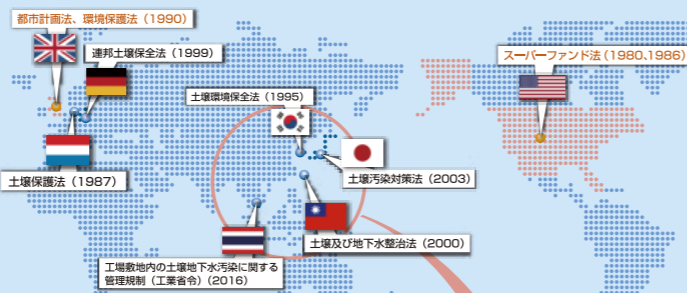 都市計画法、環境保護法（1990）
連邦土壌保全法（1999）
スーパーファンド法（1980、1986）
土壌環境保全法（1995）
土壌保護法（1987）
土壌汚染対策法（2003）
土壌及び地下水整治法（2000）
工場敷地内の土壌地下水汚染に関する
管理規制（工業省令）（2016）